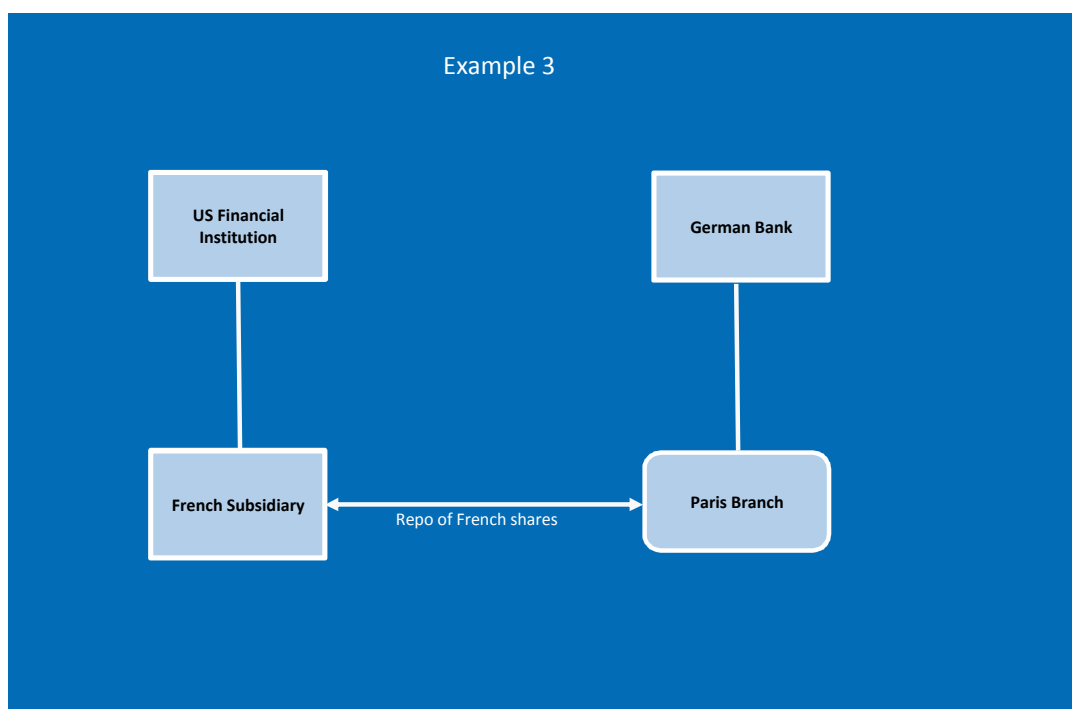 Example 3
US Financial
Institution
German Bank
French Subsidiary
Repo of French shares
Paris Branch